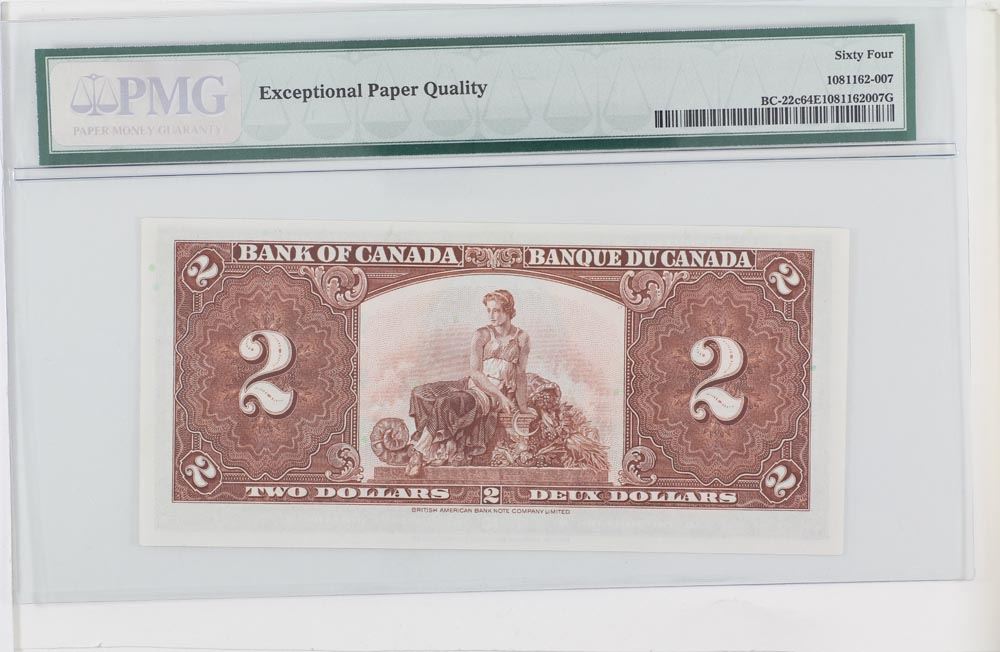 PMG
PAPER MONEY GUARANTY
Exceptional Paper Quality
Sixty Four
1081162-007
BC-22c64E1081162007G
BANK OF CANADA BANQUE DU CANADA
2 2
2 2
2 2
TWO DOLLARS 2 DEUX DOLLARS
BRITISH AMERICAN BANK NOTE COMPANY LIMITED